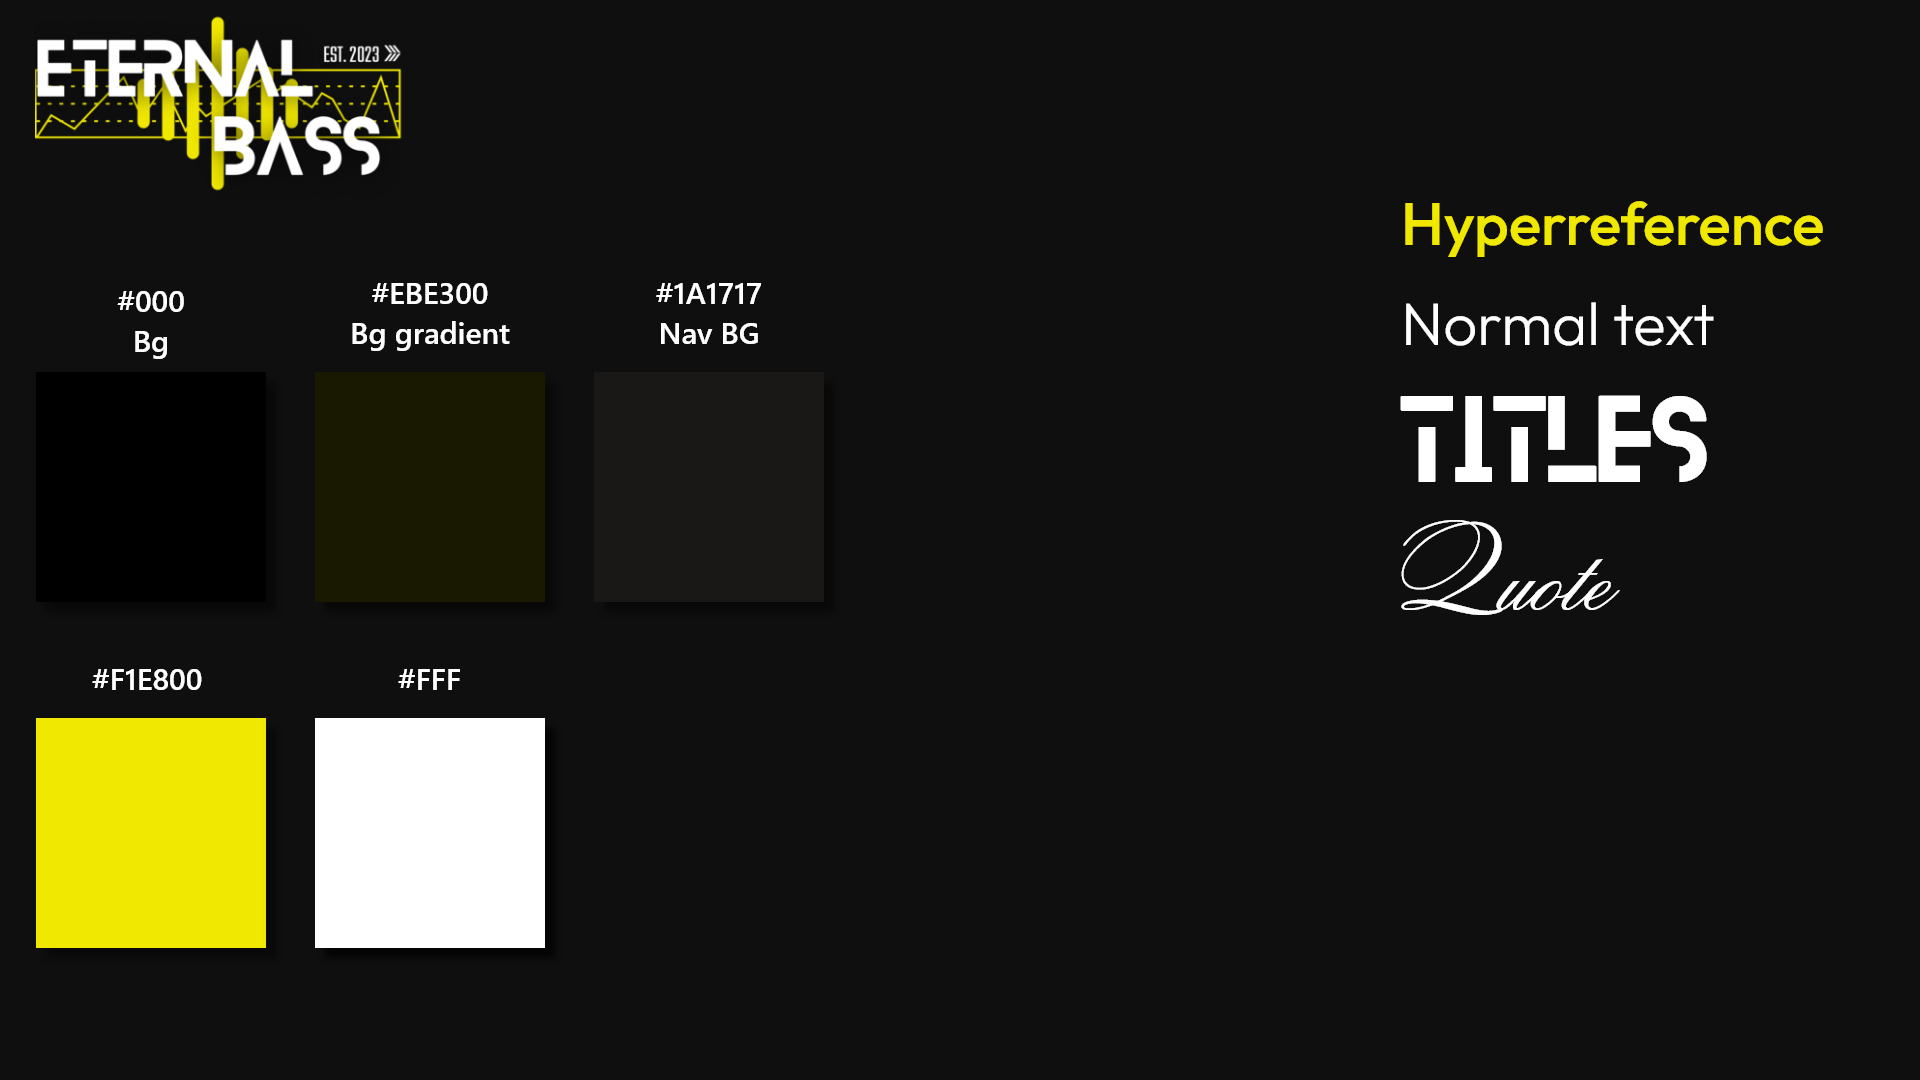 ETERNAL
EST. 2023
BASS
#000
Bg
#EBE300
Bg gradient
#1A1717
Nav BG
#F1E800
#FFF
Hyperreference
Normal text
TITLES
Quote